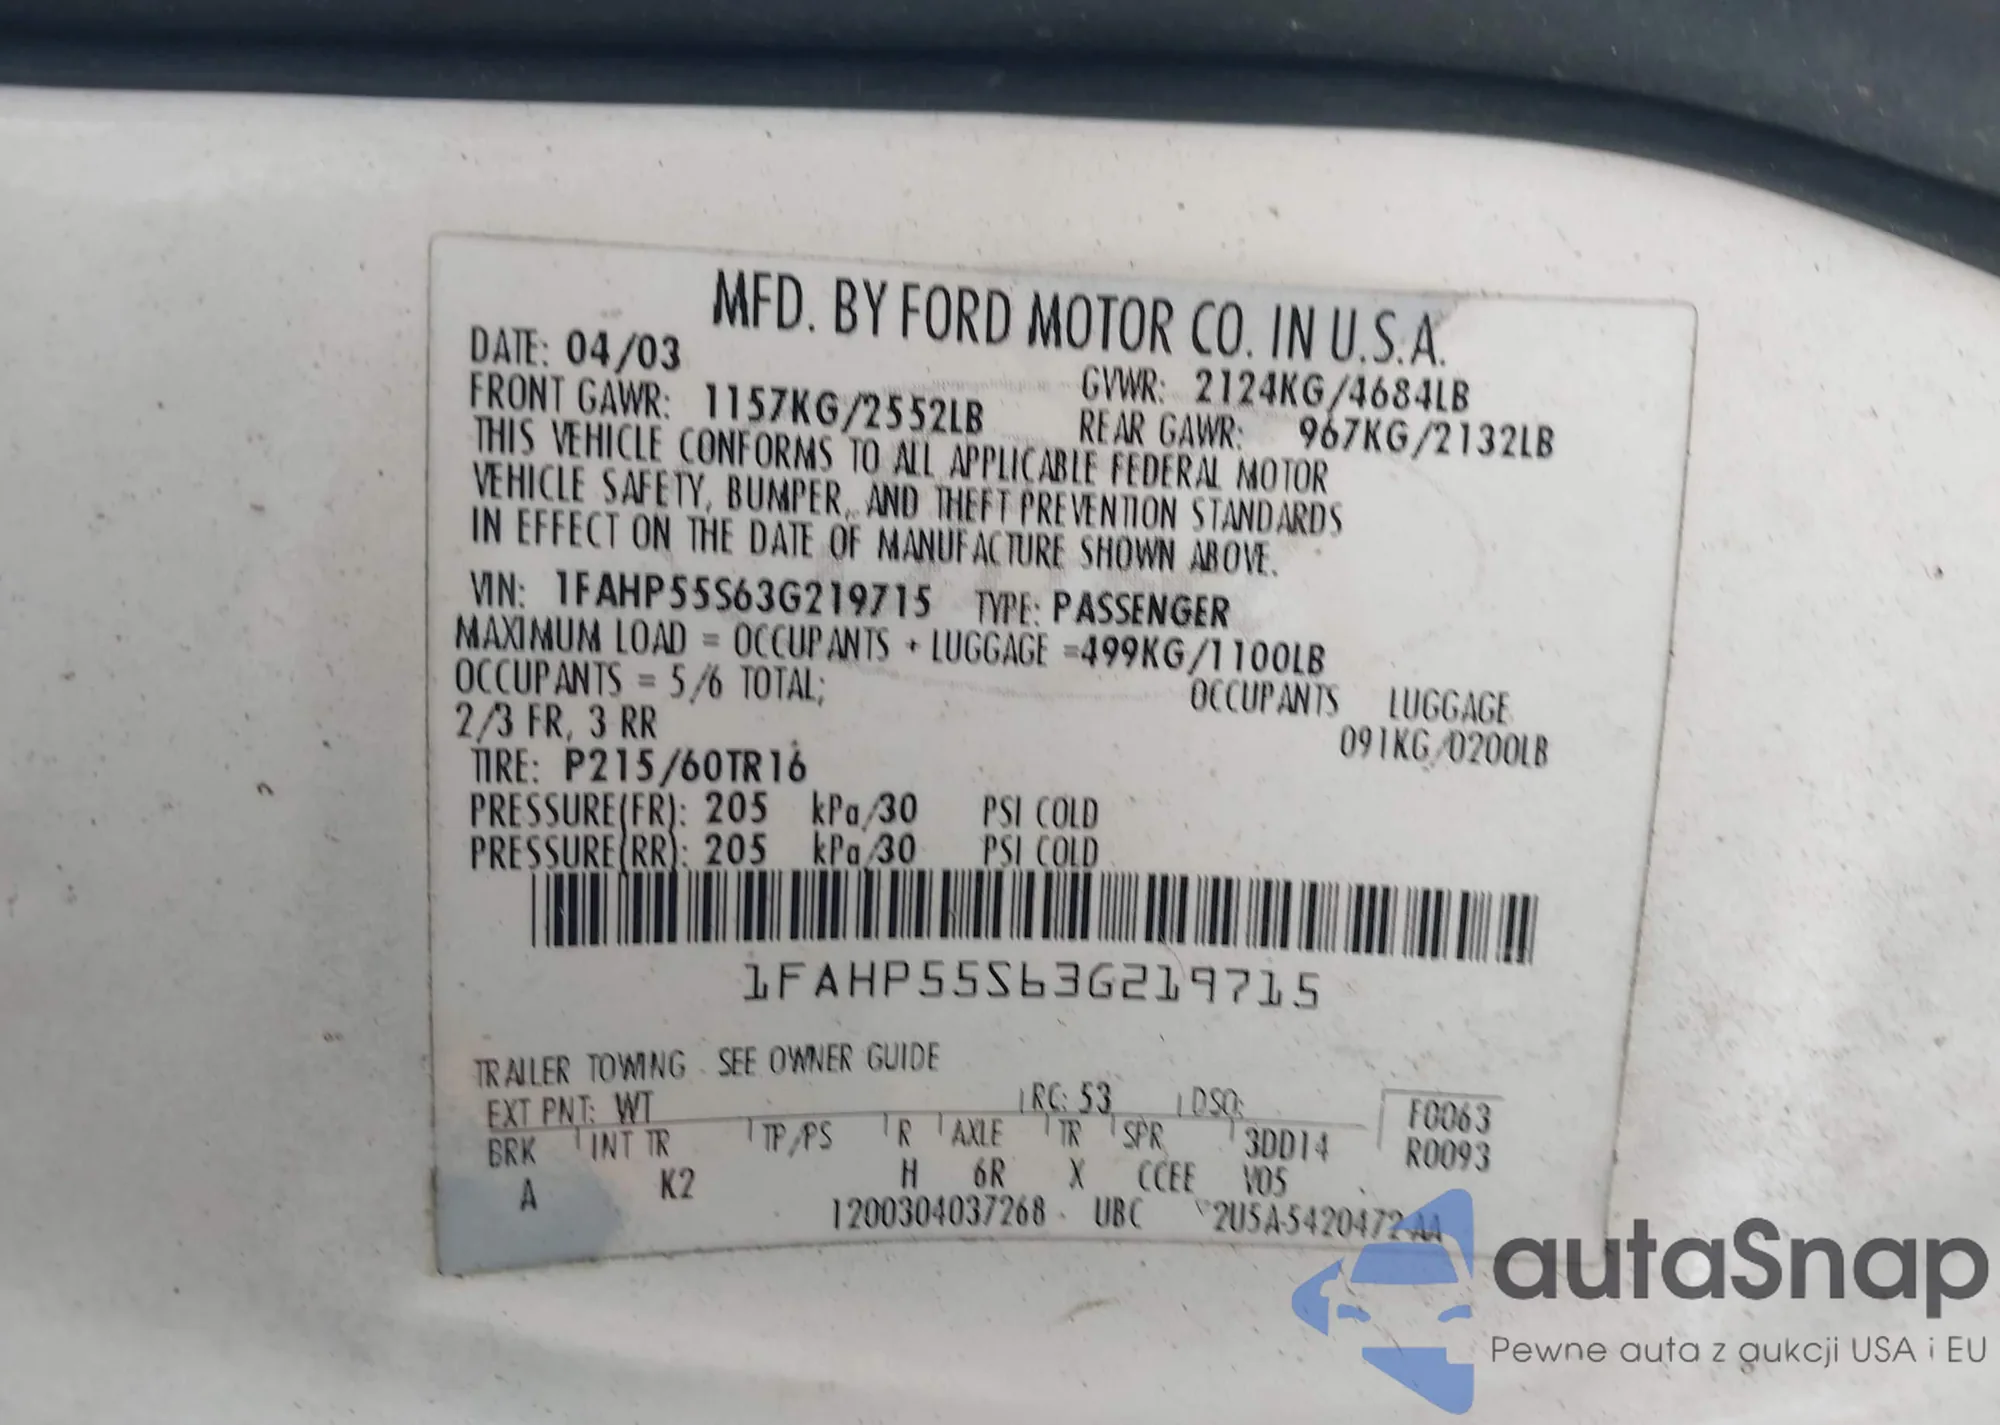 MFD. BY FORD MOTOR CO. IN U.S.A.
DATE: 04/03
GVWR: 2124KG/4684LB
FRONT GAWR: 1157KG/2552LB
REAR GAWR: 967KG/2132LB
THIS VEHICLE CONFORMS TO ALL APPLICABLE FEDERAL MOTOR
VEHICLE SAFETY, BUMPER, AND THEFT PREVENTION STANDARDS
IN EFFECT ON THE DATE OF MANUFACTURE SHOWN ABOVE.
VIN: 1FAHP55S63G219715 TYPE: PASSENGER
MAXIMUM LOAD = OCCUPANTS + LUGGAGE =499KG/1100LB
OCCUPANTS = 5/6 TOTAL; OCCUPANTS LUGGAGE
2/3 FR, 3 RR 091KG/0200LB
TIRE: P215/60TR16
PRESSURE(FR): 205 kPa/30 PSI COLD
PRESSURE(RR): 205 kPa/30 PSI COLD
1FAHP55S63G219715
TRAILER TOWING - SEE OWNER GUIDE
EXT PNT: WT RC: 53 DSO: F0063
BRK INT TR TP/PS R AXLE TR SPR 3DD14 R0093
A K2 H 6R X CCEE V05
1200304037268 - UBC 2U5A-5420472-AA
autaSnap
Pewne auta z aukcji USA i EU